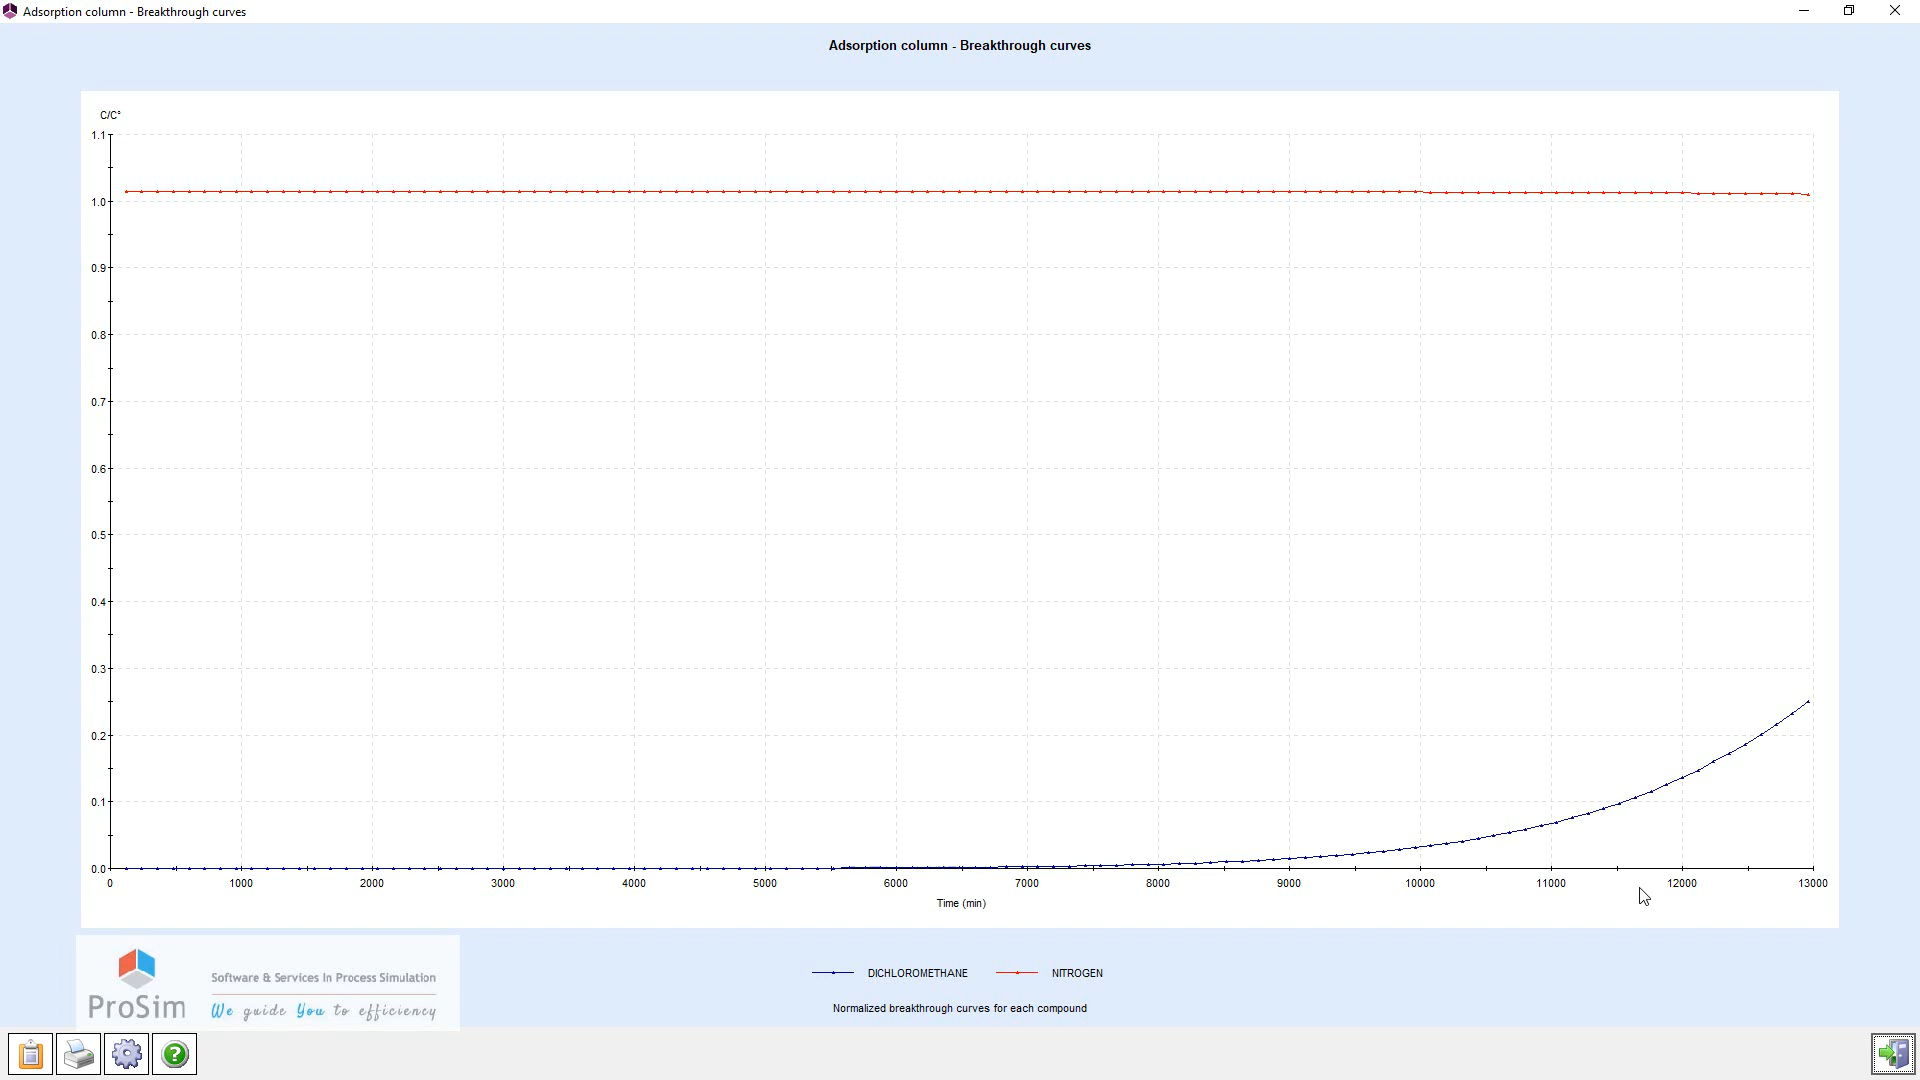 Adsorption column - Breakthrough curves
Adsorption column - Breakthrough curves
C/C°
1.1
1.0
0.9
0.8
0.7
0.6
0.5
0.4
0.3
0.2
0.1
0.0
0 1000 2000 3000 4000 5000 6000 7000 8000 9000 10000 11000 12000 13000
Time (min)
DICHLOROMETHANE NITROGEN
Normalized breakthrough curves for each compound
ProSim
Software & Services In Process Simulation
We guide You to efficiency